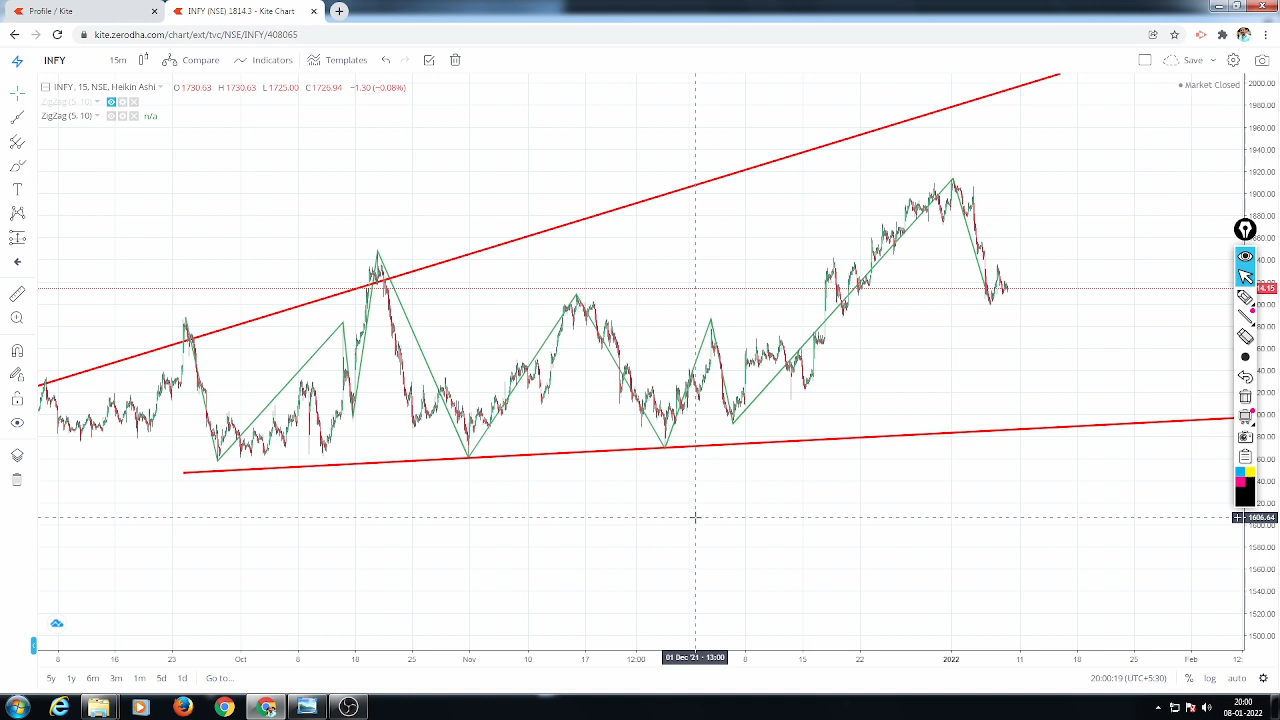 Profile / Kite
INFY (NSE) 1814.3 - Kite Chart
kite.zerodha.com/chart/ext/tvc/NSE/INFY/408065
INFY 15m Compare Indicators Templates Save
INFY, 15, NSE, Heikin Ashi O1730.63 H1730.63 L1725.00 −1.30 (−0.08%)
ZigZag (5, 10)
ZigZag (5, 10) n/a
Market Closed
2000.00
1980.00
1960.00
1940.00
1920.00
1900.00
1880.00
1606.64
1580.00
1560.00
1540.00
1520.00
1500.00
8 16 23 Oct 8 18 Nov 10 17 12:00 01 Dec '21 - 13:00 8 15 22 2022 11 18 25 Feb 12:
5y 1y 6m 3m 1m 5d 1d Go to... 20:00:19 (UTC+5:30) % log auto
20:00
08-01-2022